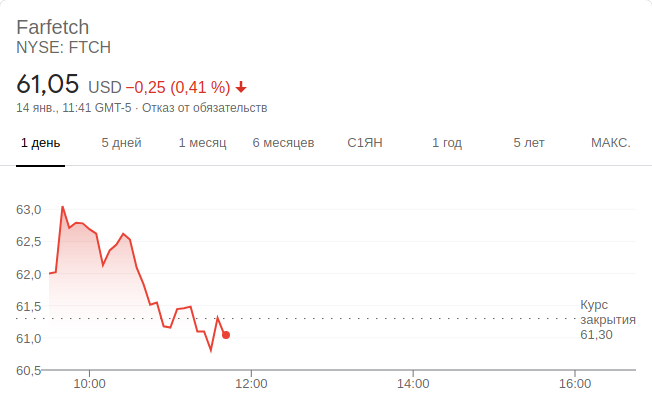 Farfetch
NYSE: FTCH
61,05 USD −0,25 (0,41 %)
14 янв., 11:41 GMT-5 · Отказ от обязательств
1 день 5 дней 1 месяц 6 месяцев С1ЯН 1 год 5 лет МАКС.
63,0
62,5
62,0
61,5
61,0
60,5
Курс
закрытия
61,30
10:00 12:00 14:00 16:00